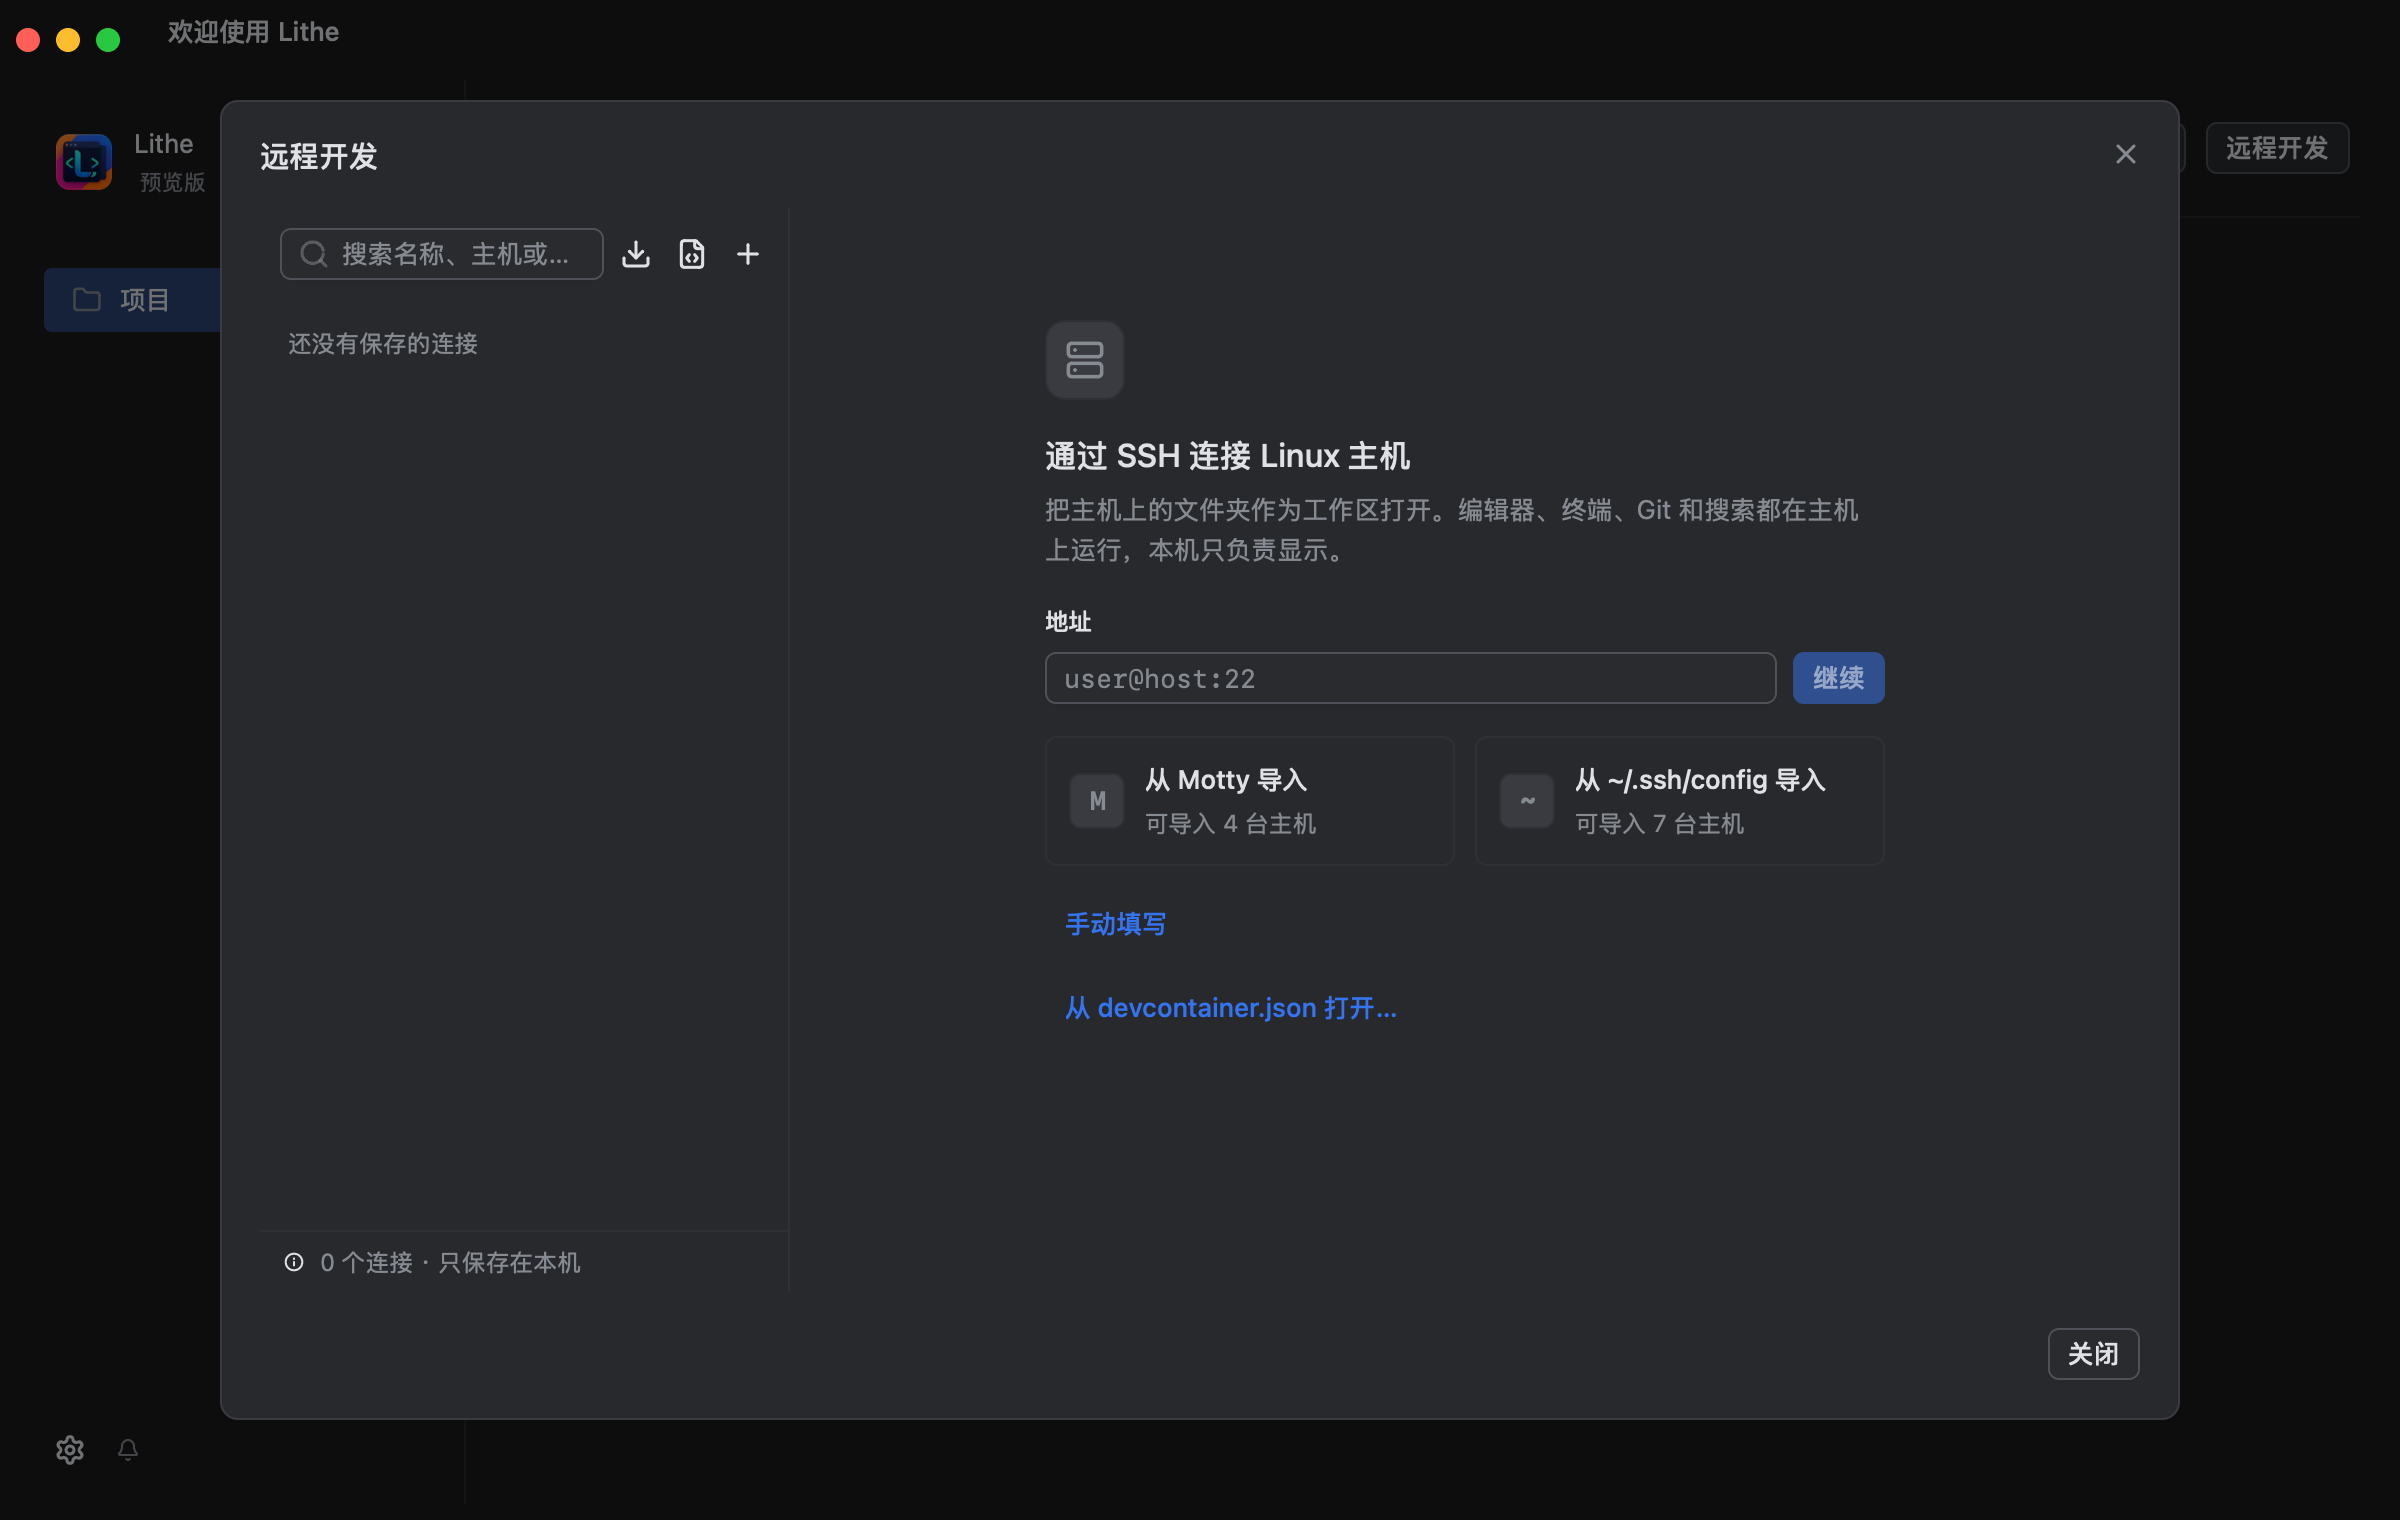 欢迎使用 Lithe
Lithe
预览版
远程开发
项目
远程开发
搜索名称、主机或...
还没有保存的连接
0 个连接 · 只保存在本机
通过 SSH 连接 Linux 主机
把主机上的文件夹作为工作区打开。编辑器、终端、Git 和搜索都在主机
上运行，本机只负责显示。
地址
user@host:22
继续
M
从 Motty 导入
可导入 4 台主机
~
从 ~/.ssh/config 导入
可导入 7 台主机
手动填写
从 devcontainer.json 打开...
关闭